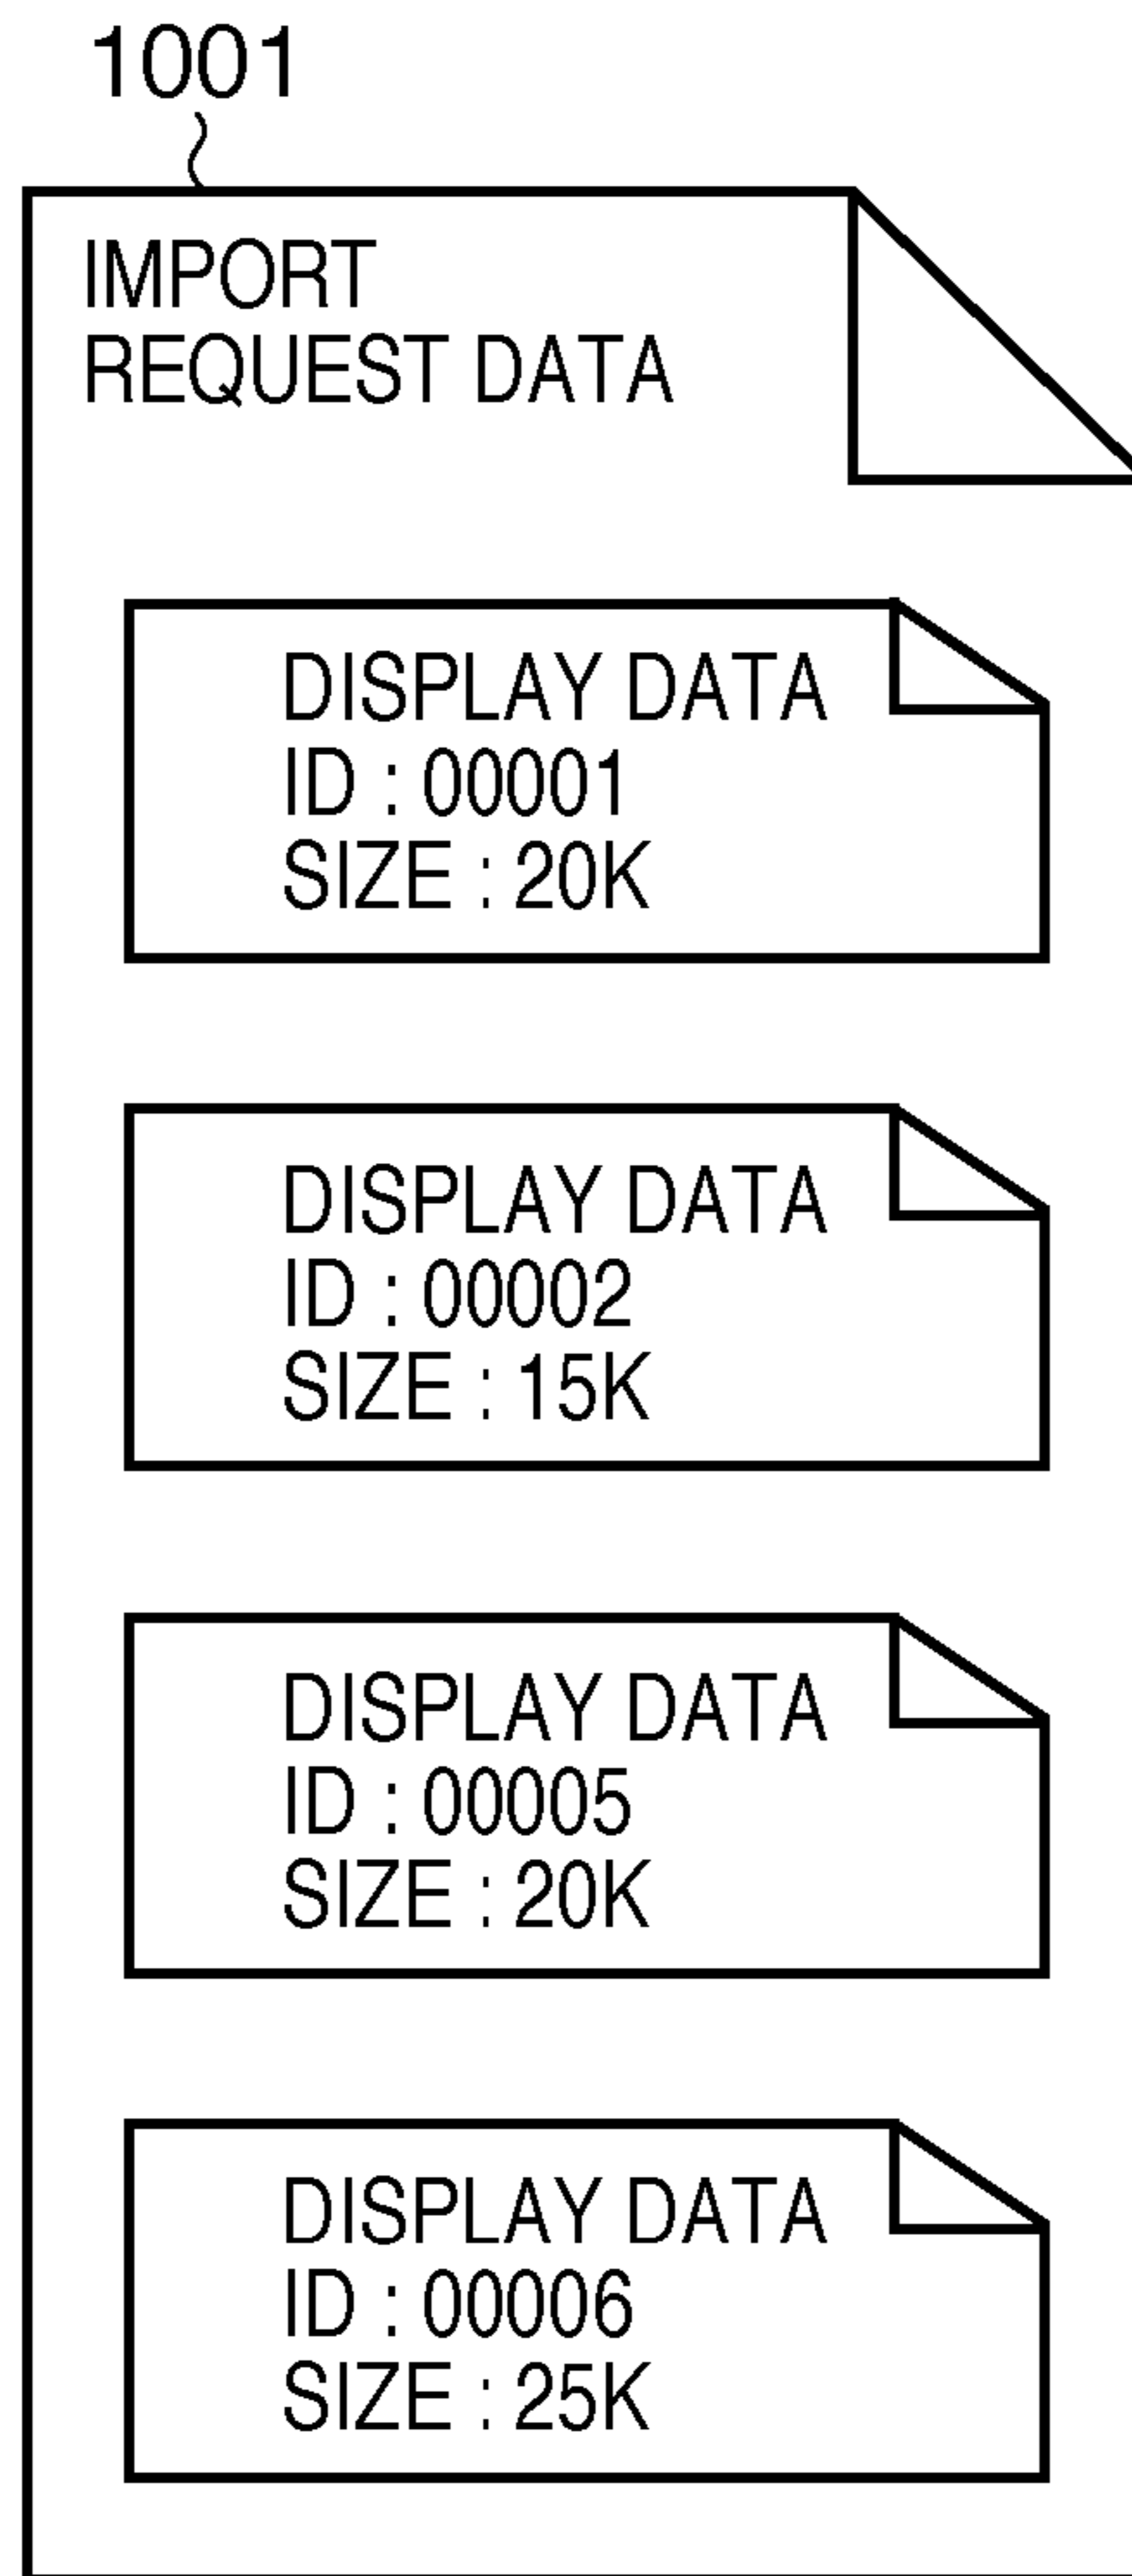 1001
IMPORT
REQUEST DATA
DISPLAY DATA
ID : 00001
SIZE : 20K
DISPLAY DATA
ID : 00002
SIZE : 15K
DISPLAY DATA
ID : 00005
SIZE : 20K
DISPLAY DATA
ID : 00006
SIZE : 25K